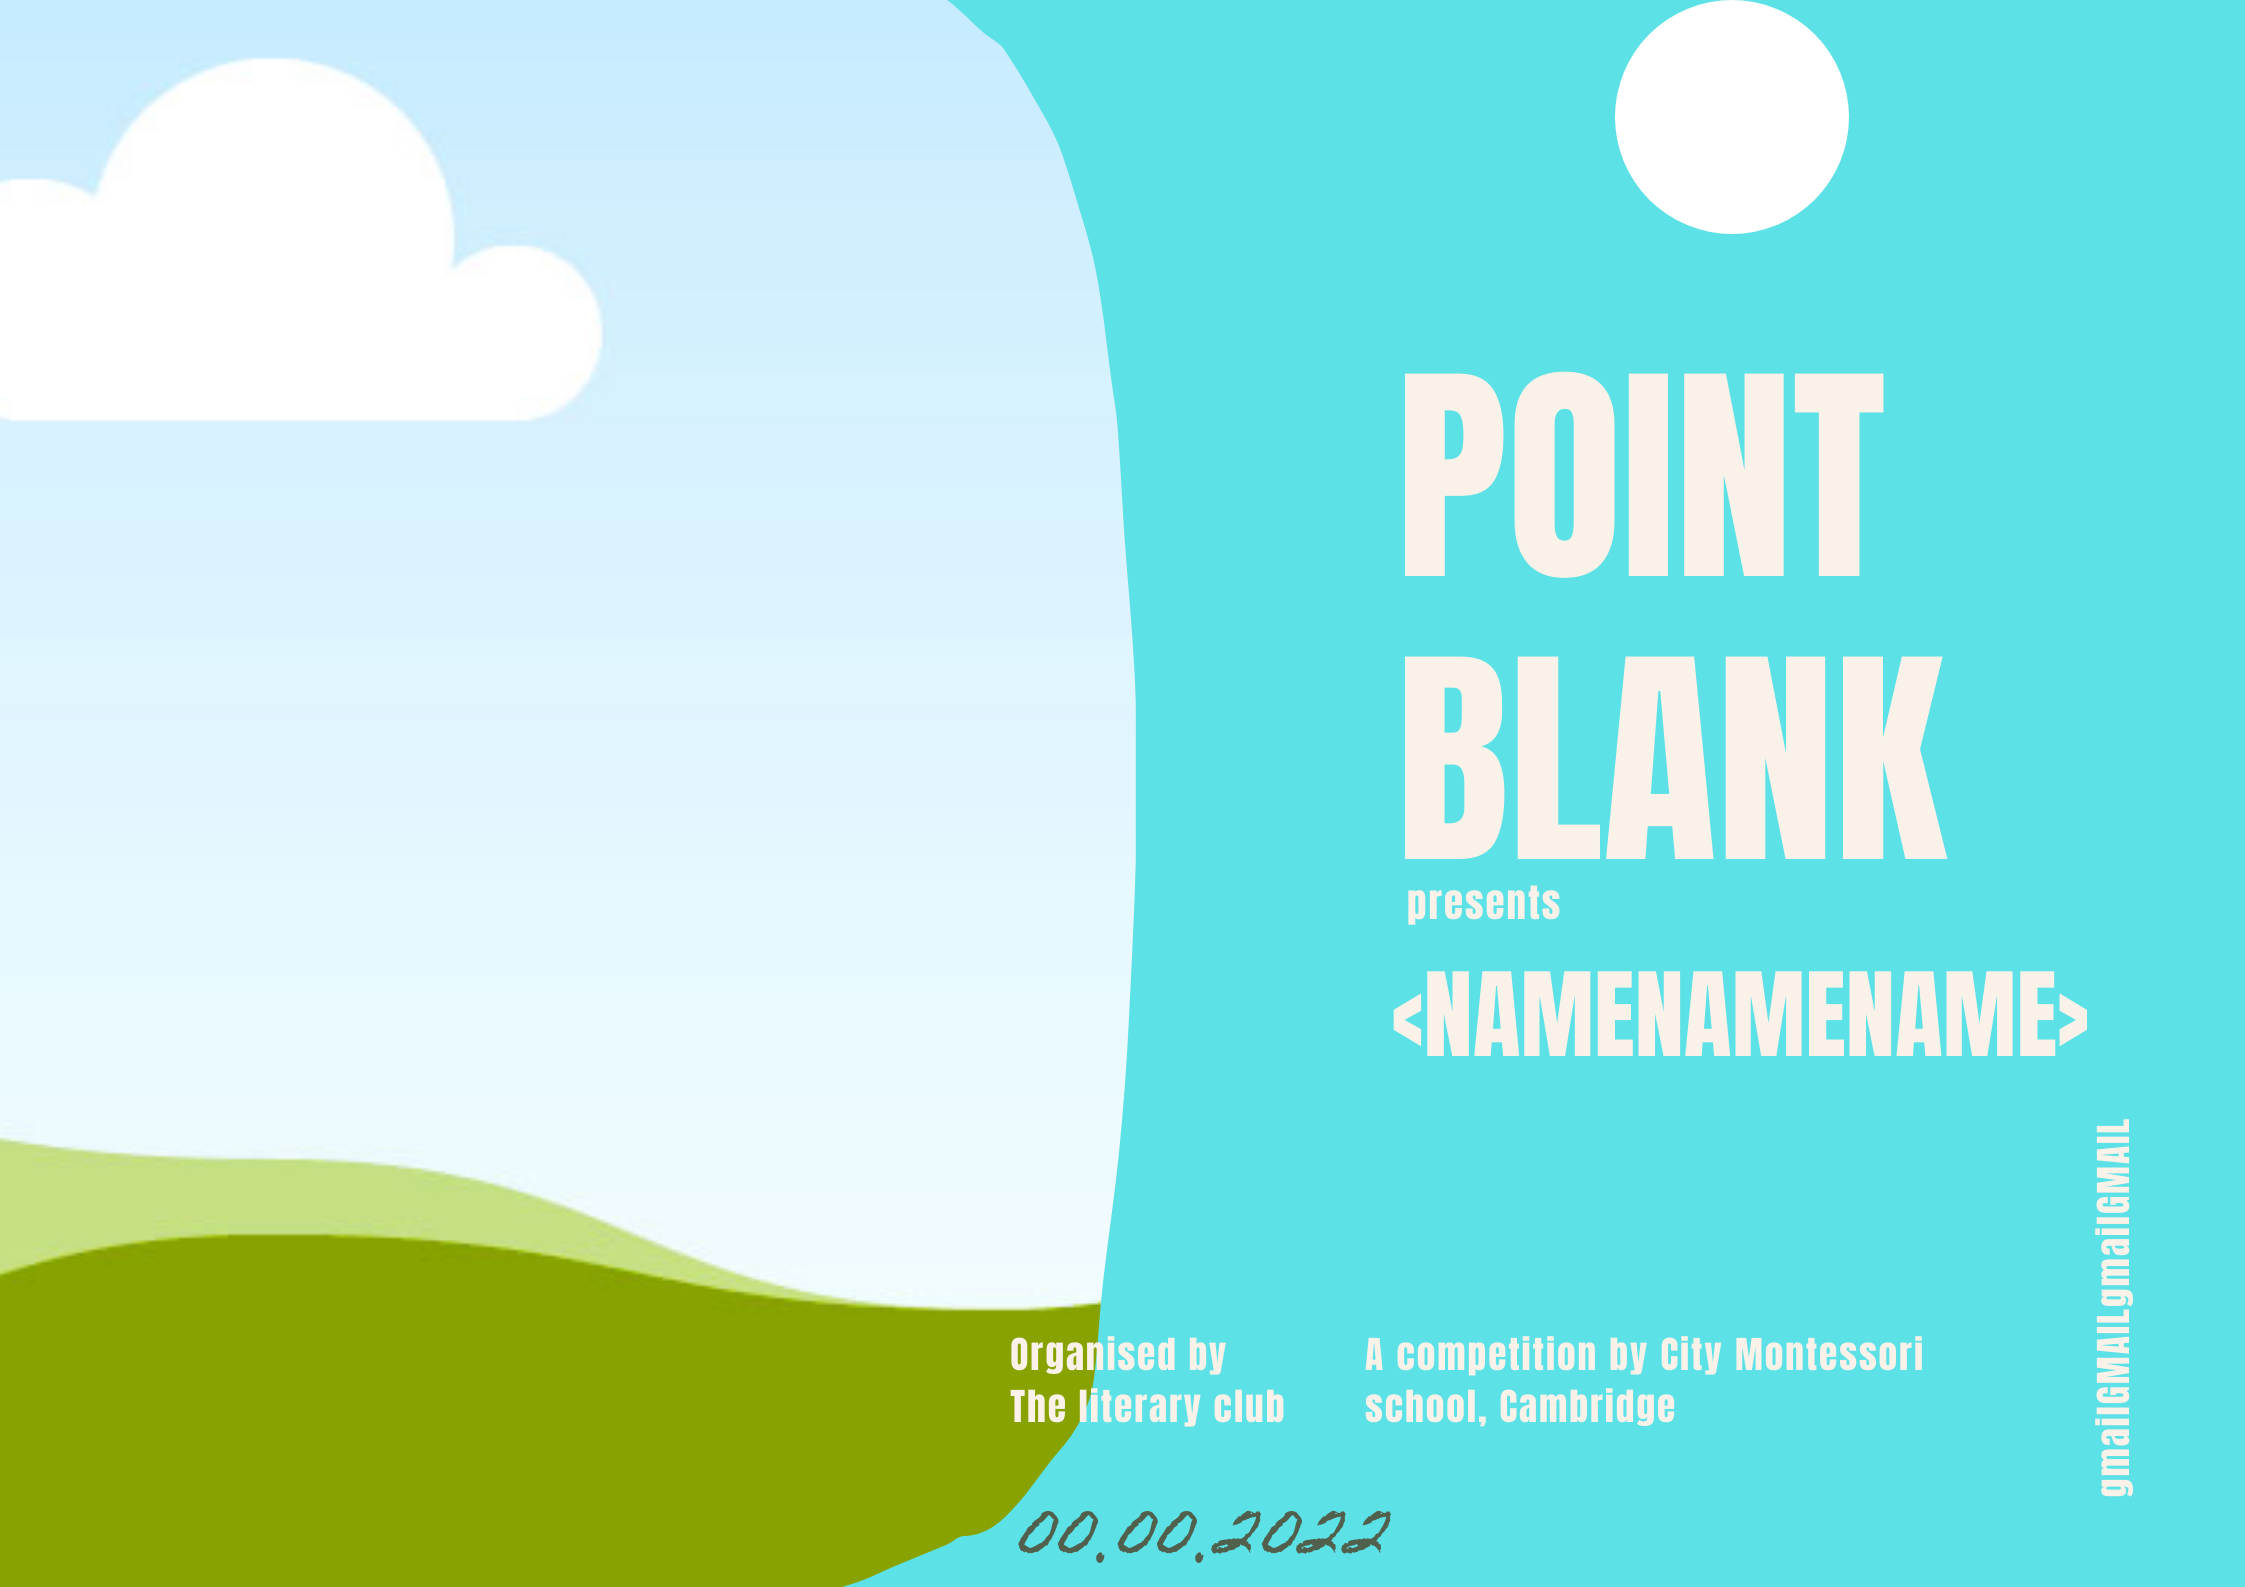 POINT
BLANK
presents
<NAMENAMENAME>
gmailGMAILgmailGMAIL
Organised by
The literary club
A competition by City Montessori
school, Cambridge
00.00.2022